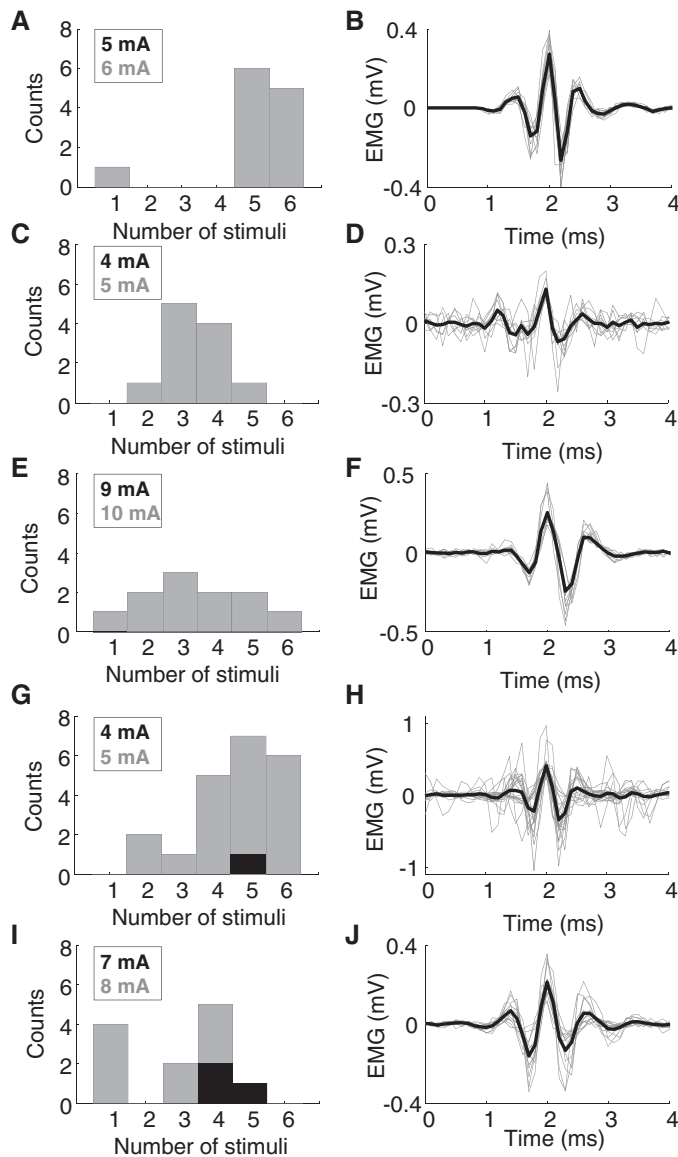 A
8
6
4
2
0
Counts
5 mA
6 mA
1 2 3 4 5 6
Number of stimuli
B
0.4
0
-0.4
EMG (mV)
0 1 2 3 4
Time (ms)
C
8
6
4
2
0
Counts
4 mA
5 mA
1 2 3 4 5 6
Number of stimuli
D
0.3
0
-0.3
EMG (mV)
0 1 2 3 4
Time (ms)
E
8
6
4
2
0
Counts
9 mA
10 mA
1 2 3 4 5 6
Number of stimuli
F
0.5
0
-0.5
EMG (mV)
0 1 2 3 4
Time (ms)
G
8
6
4
2
0
Counts
4 mA
5 mA
1 2 3 4 5 6
Number of stimuli
H
1
0
-1
EMG (mV)
0 1 2 3 4
Time (ms)
I
8
6
4
2
0
Counts
7 mA
8 mA
1 2 3 4 5 6
Number of stimuli
J
0.4
0
-0.4
EMG (mV)
0 1 2 3 4
Time (ms)